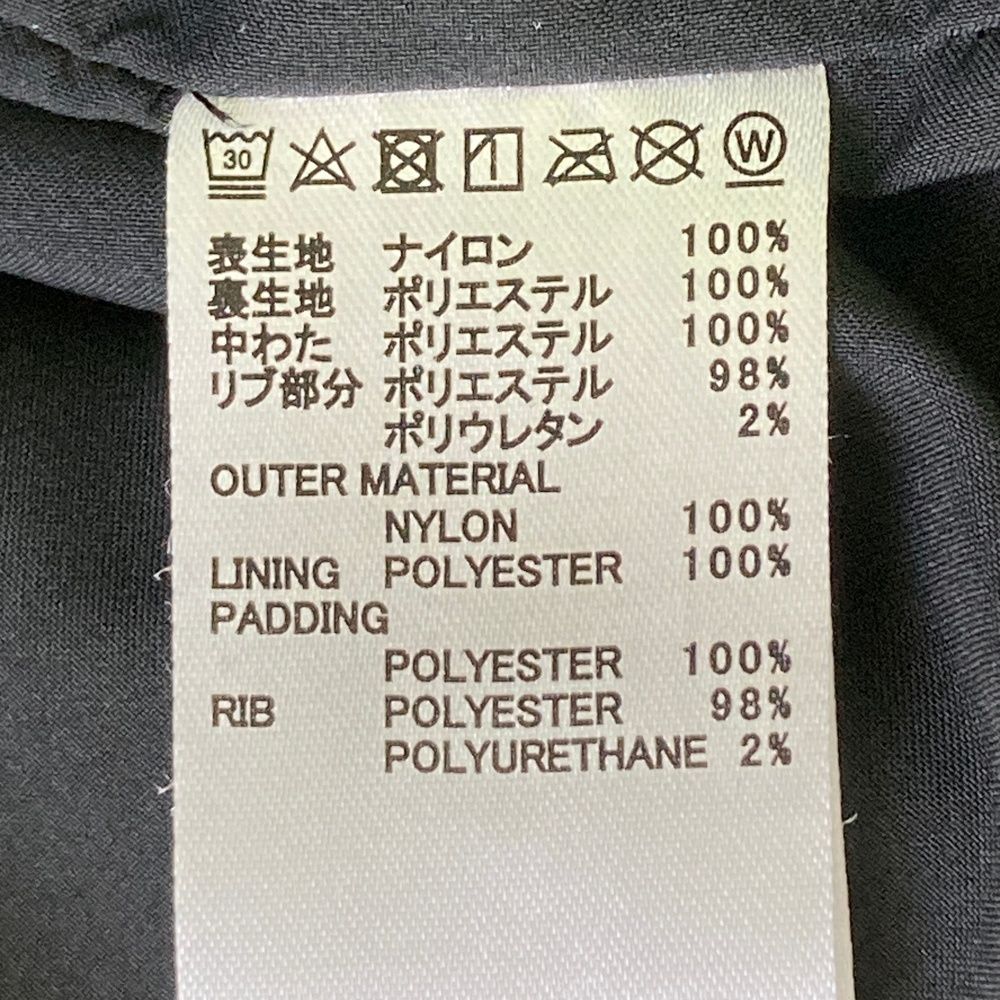 30 W
表生地 ナイロン 100%
裏生地 ポリエステル 100%
中わた ポリエステル 100%
リブ部分 ポリエステル 98%
ポリウレタン 2%
OUTER MATERIAL
NYLON 100%
LINING POLYESTER 100%
PADDING
POLYESTER 100%
RIB POLYESTER 98%
POLYURETHANE 2%